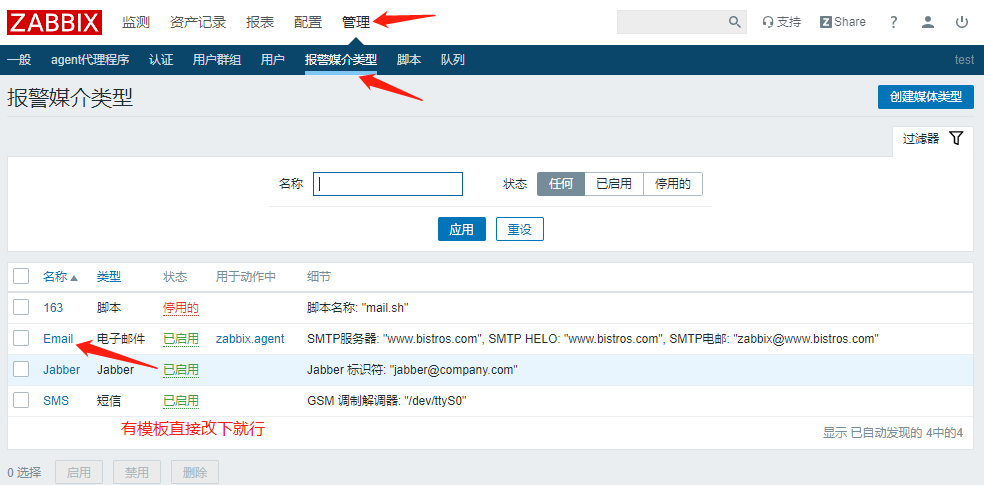 ZABBIX 监测 资产记录 报表 配置 管理 支持 Z Share ?
一般 agent代理程序 认证 用户群组 用户 报警媒介类型 脚本 队列 test
报警媒介类型 创建媒体类型
过滤器
名称 状态 任何 已启用 停用的
应用 重设
名称 类型 状态 用于动作中 细节
163 脚本 停用的 脚本名称: "mail.sh"
Email 电子邮件 已启用 zabbix.agent SMTP服务器: "www.bistros.com", SMTP HELO: "www.bistros.com", SMTP电邮: "zabbix@www.bistros.com"
Jabber Jabber 已启用 Jabber 标识符: "jabber@company.com"
SMS 短信 已启用 GSM 调制解调器: "/dev/ttyS0"
有模板直接改下就行
显示 已自动发现的 4中的4
0 选择 启用 禁用 删除